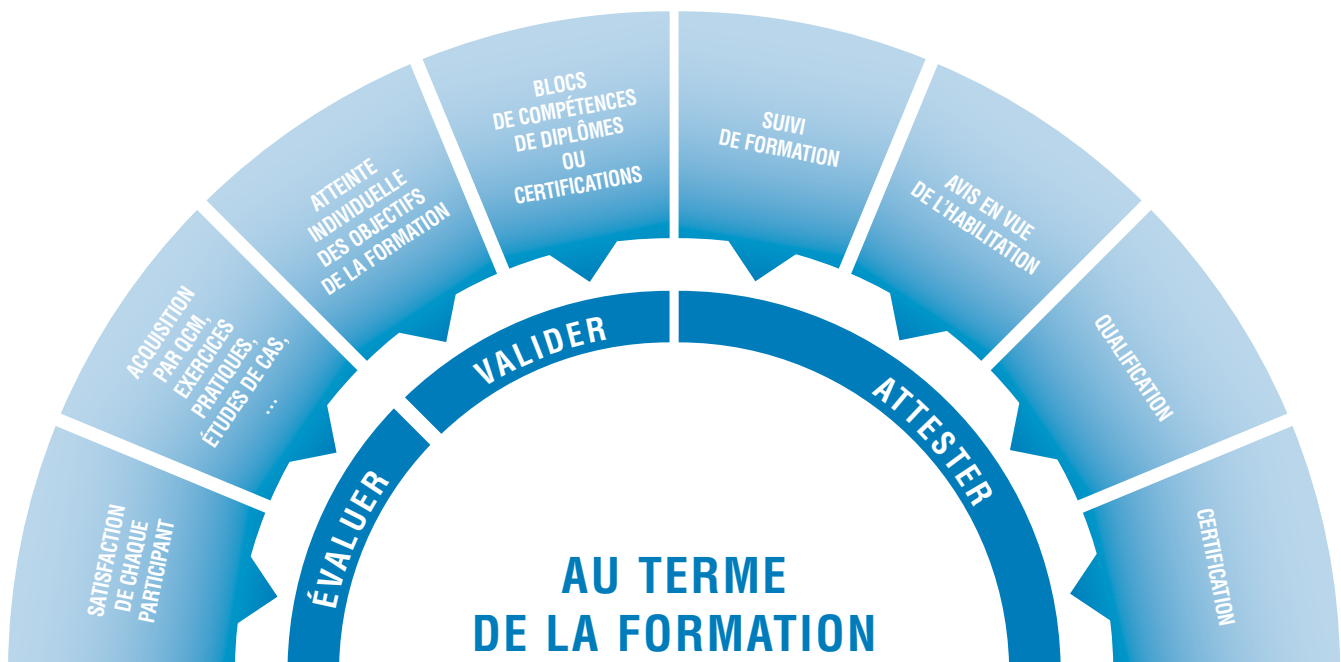 SATISFACTION
DE CHAQUE
PARTICIPANT
ACQUISITION
PAR QCM,
EXERCICES
PRATIQUES,
ÉTUDES DE CAS,
...
ATTEINTE
INDIVIDUELLE
DES OBJECTIFS
DE LA FORMATION
BLOCS
DE COMPÉTENCES
DE DIPLÔMES
OU
CERTIFICATIONS
SUIVI
DE FORMATION
AVIS EN VUE
DE L'HABILITATION
QUALIFICATION
CERTIFICATION
ÉVALUER
VALIDER
ATTESTER
AU TERME
DE LA FORMATION